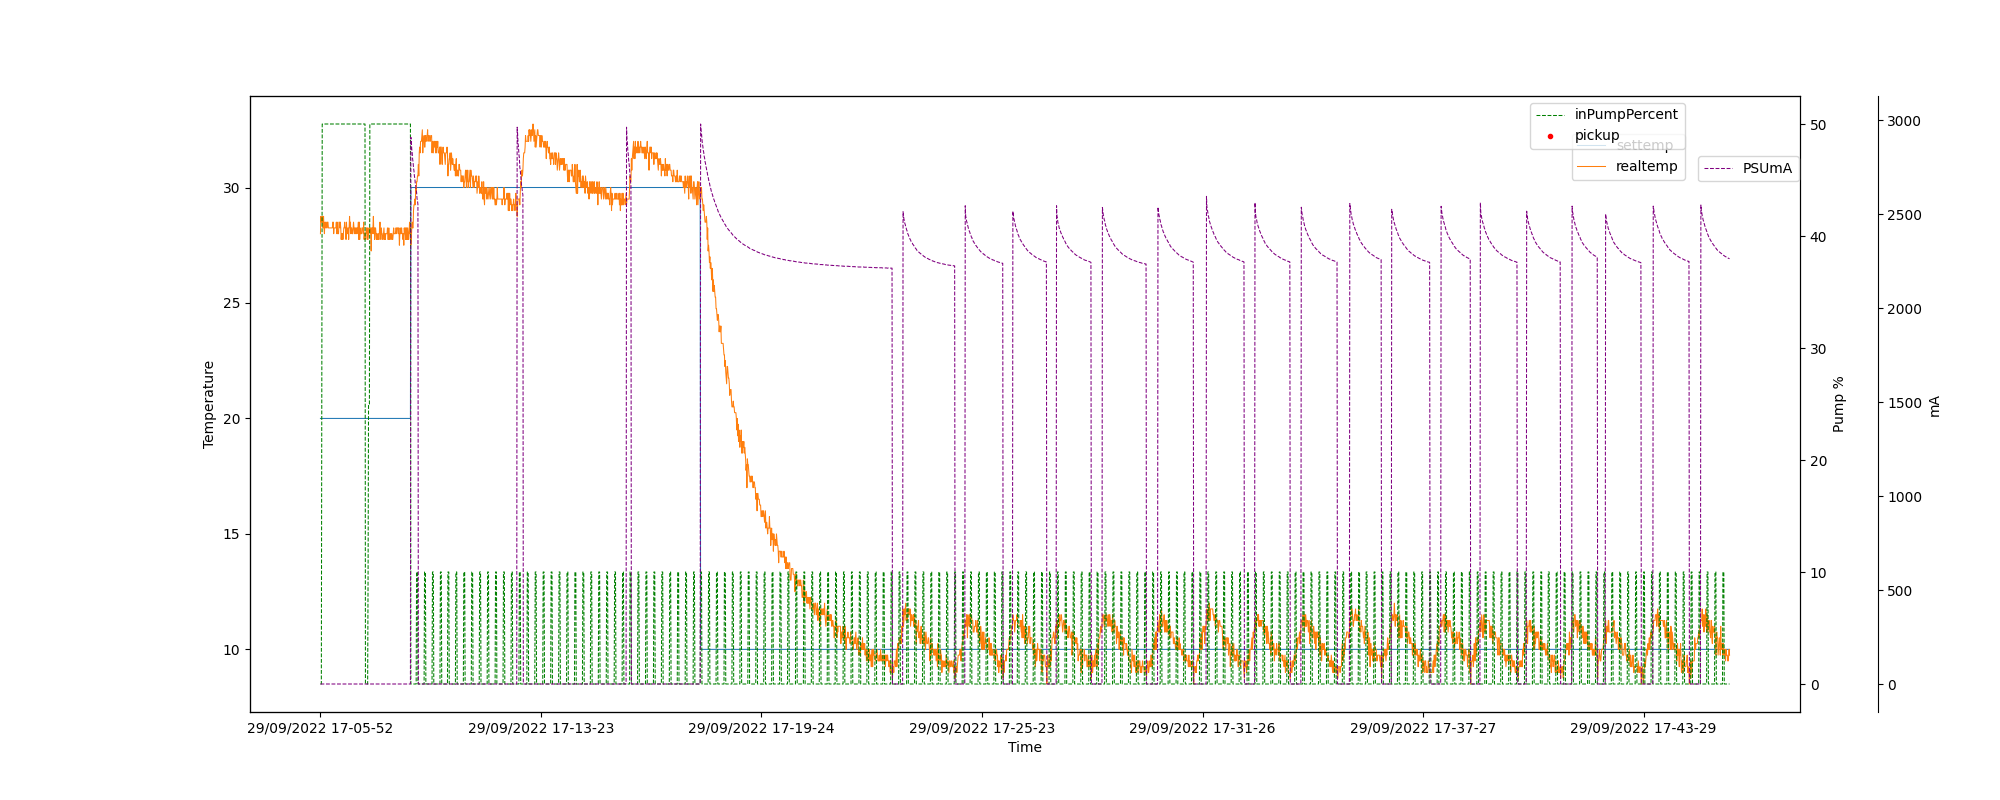 inPumpPercent
pickup
settemp
realtemp
PSUmA
30
25
20
15
10
Temperature
50
40
30
20
10
0
Pump %
3000
2500
2000
1500
1000
500
0
mA
29/09/2022 17-05-52
29/09/2022 17-13-23
29/09/2022 17-19-24
29/09/2022 17-25-23
29/09/2022 17-31-26
29/09/2022 17-37-27
29/09/2022 17-43-29
Time